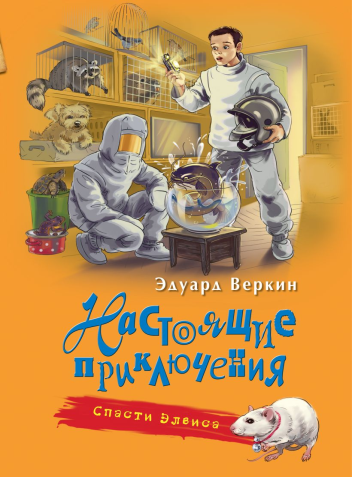 Эдуард Веркин
Настоящие
приключения
Спасти Элвиса